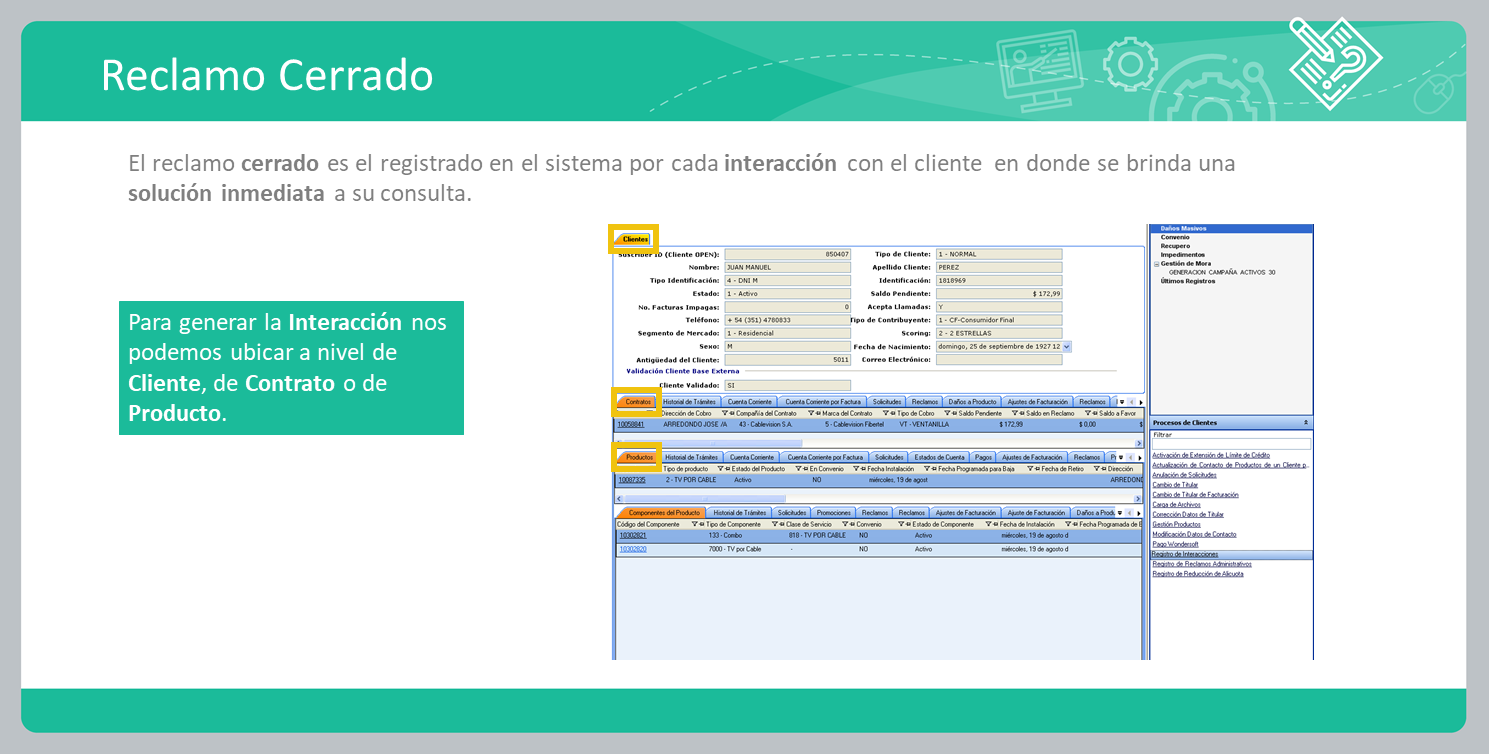 Reclamo Cerrado
El reclamo cerrado es el registrado en el sistema por cada interacción con el cliente en donde se brinda una
solución inmediata a su consulta.
Para generar la Interacción nos
podemos ubicar a nivel de
Cliente, de Contrato o de
Producto.
Clientes
Suscriber ID (Cliente OPEN): 850407 Tipo de Cliente: 1 - NORMAL
Nombre: JUAN MANUEL Apellido Cliente: PEREZ
Tipo Identificación: 4 - DNI M Identificación: 1818969
Estado: 1 - Activo Saldo Pendiente: $ 172,99
No. Facturas Impagas: 0 Acepta Llamadas: Y
Teléfono: + 54 (351) 4780833 Tipo de Contribuyente: 1 - CF-Consumidor Final
Segmento de Mercado: 1 - Residencial Scoring: 2 - 2 ESTRELLAS
Sexo: M Fecha de Nacimiento: domingo, 25 de septiembre de 1927 12
Antigüedad del Cliente: 5011 Correo Electrónico:
Validación Cliente Base Externa
Cliente Validado: SI
Contratos Historial de Trámites Cuenta Corriente Cuenta Corriente por Factura Solicitudes Reclamos Daños a Producto Ajustes de Facturación Reclamos
Dirección de Cobro Compañía del Contrato Marca del Contrato Tipo de Cobro Saldo Pendiente Saldo en Reclamo Saldo a Favor
10058841 ARREDONDO JOSE /A 43 - Cablevision S.A. 5 - Cablevision Fibertel VT - VENTANILLA $ 172,99 $ 0,00 $
Productos Historial de Trámites Cuenta Corriente Cuenta Corriente por Factura Solicitudes Estados de Cuenta Pagos Ajustes de Facturación Reclamos
Tipo de producto Estado del Producto En Convenio Fecha Instalación Fecha Programada para Baja Fecha de Retiro Dirección
10087335 2 - TV POR CABLE Activo NO miércoles, 19 de agost ARREDOND
Componentes del Producto Historial de Trámites Solicitudes Promociones Reclamos Reclamos Ajustes de Facturación Ajuste de Facturación Daños a Produ
Código del Componente Tipo de Componente Clase de Servicio Convenio Estado de Componente Fecha de Instalación Fecha Programada de B
10302821 133 - Combo 818 - TV POR CABLE NO Activo miércoles, 19 de agosto d
10302820 7000 - TV por Cable - NO Activo miércoles, 19 de agosto d
Daños Masivos
Convenio
Recupero
Impedimentos
Gestión de Mora
GENERACION CAMPAÑA ACTIVOS 30
Últimos Registros
Procesos de Clientes
Filtrar
Activación de Extensión de Límite de Crédito
Actualización de Contacto de Productos de un Cliente p..
Anulación de Solicitudes
Cambio de Titular
Cambio de Titular de Facturación
Carga de Archivos
Corrección Datos de Titular
Gestión Productos
Modificación Datos de Contacto
Pago Wondersoft
Registro de Interacciones
Registro de Reclamos Administrativos
Registro de Reducción de Alicuota